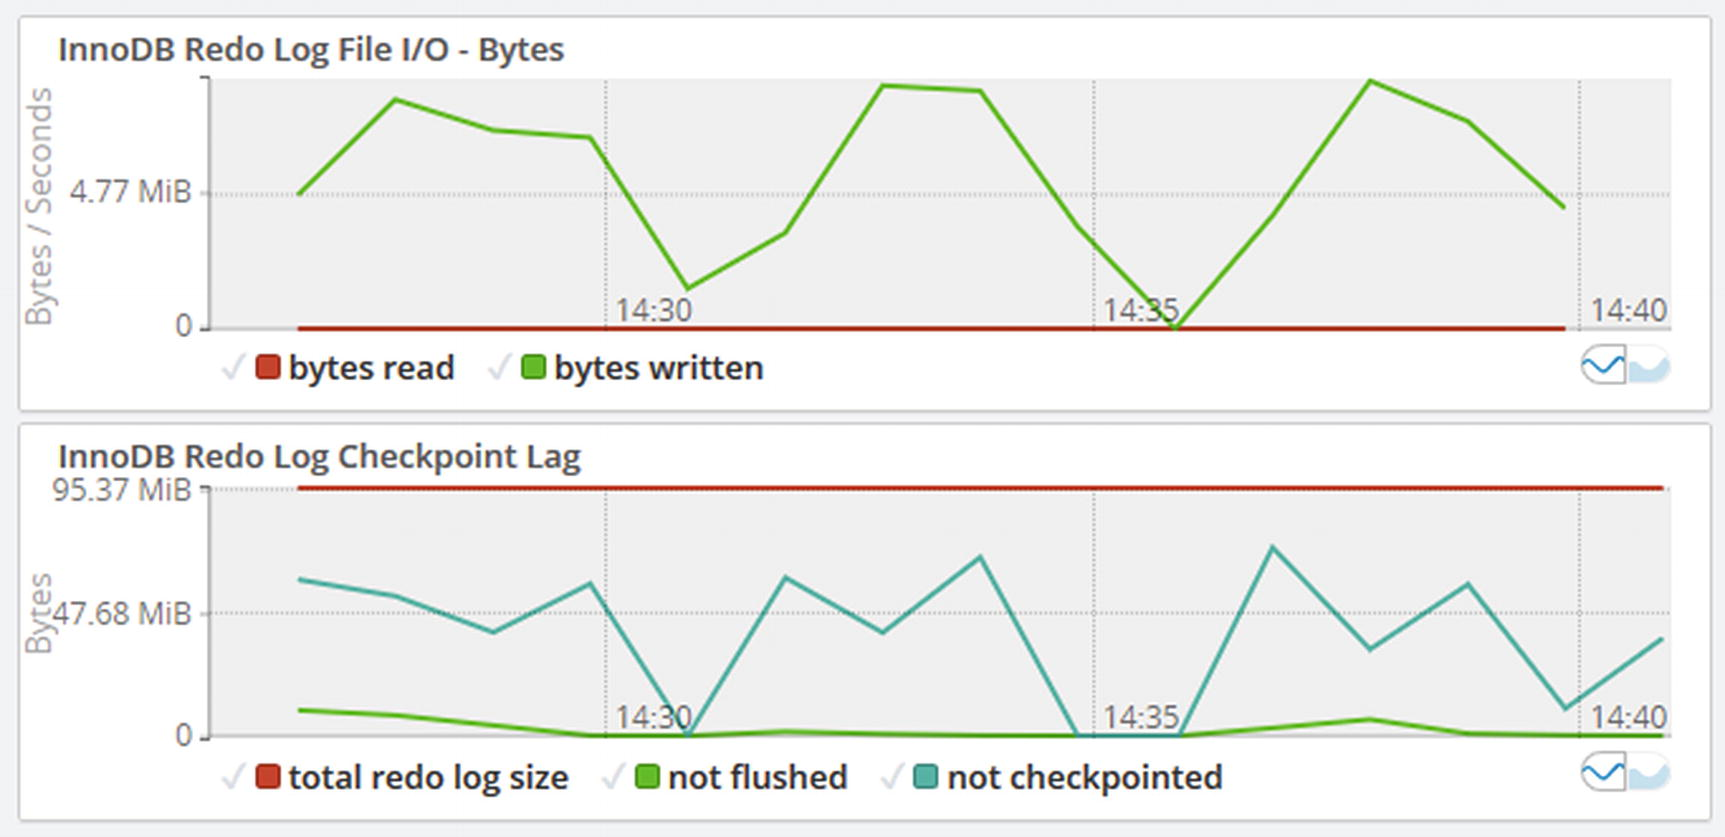 InnoDB Redo Log File I/O - Bytes
Bytes / Seconds
4.77 MiB
0
14:30
14:35
14:40
bytes read
bytes written
InnoDB Redo Log Checkpoint Lag
95.37 MiB
Bytes
47.68 MiB
0
14:30
14:35
14:40
total redo log size
not flushed
not checkpointed